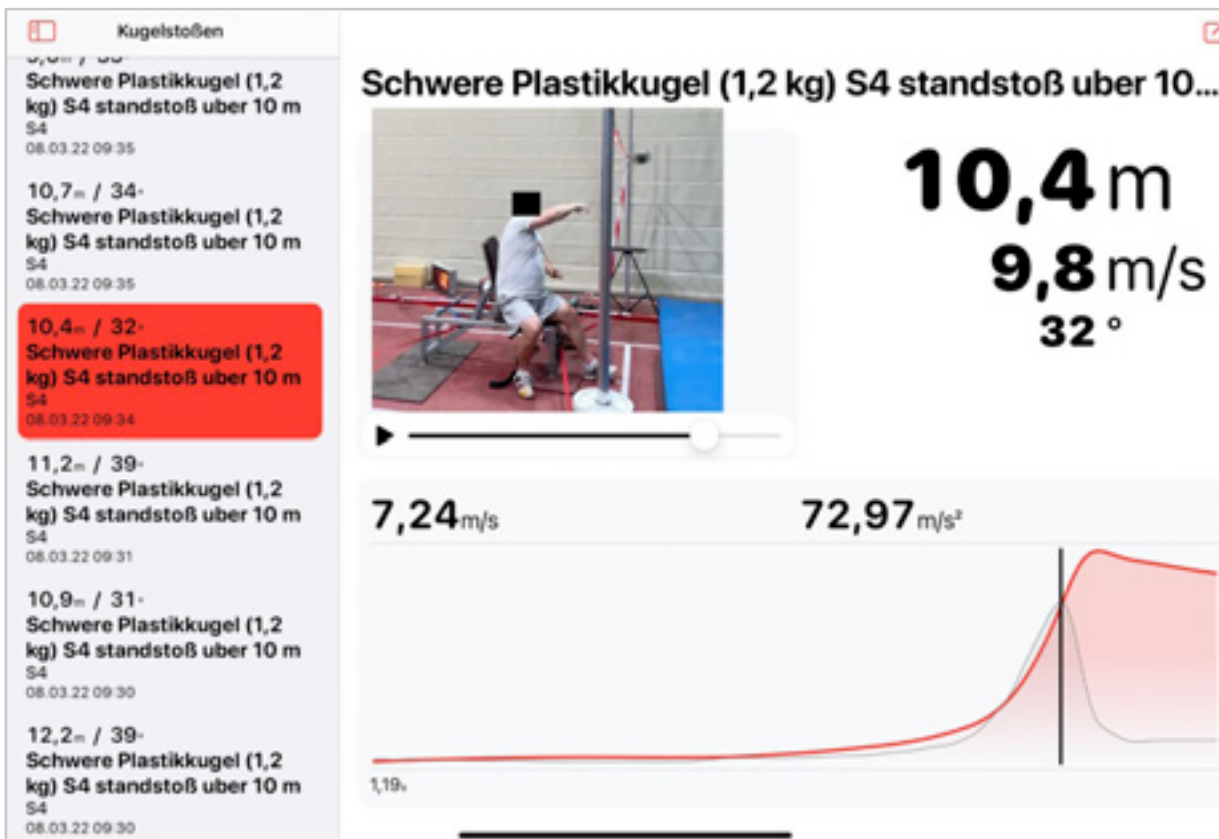 Kugelstoßen
Schwere Plastikkugel (1,2
kg) S4 standstoß uber 10 m
S4
08.03.22 09:35
10,7m / 34°
Schwere Plastikkugel (1,2
kg) S4 standstoß uber 10 m
S4
08.03.22 09:35
10,4m / 32°
Schwere Plastikkugel (1,2
kg) S4 standstoß uber 10 m
S4
08.03.22 09:34
11,2m / 39°
Schwere Plastikkugel (1,2
kg) S4 standstoß uber 10 m
S4
08.03.22 09:31
10,9m / 31°
Schwere Plastikkugel (1,2
kg) S4 standstoß uber 10 m
S4
08.03.22 09:30
12,2m / 39°
Schwere Plastikkugel (1,2
kg) S4 standstoß uber 10 m
S4
08.03.22 09:30
Schwere Plastikkugel (1,2 kg) S4 standstoß uber 10...
10,4 m
9,8 m/s
32 °
7,24 m/s
72,97 m/s²
1,19s